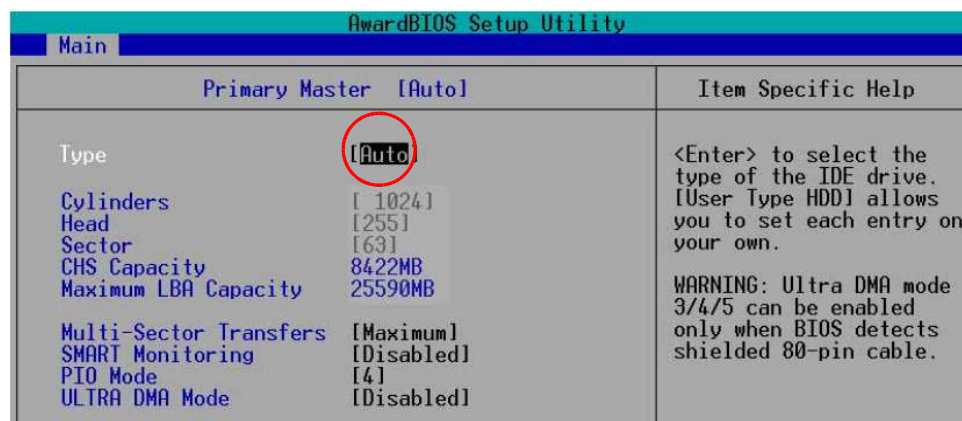 AwardBIOS Setup Utility
Main
Primary Master [Auto]
Type [Auto]
Cylinders [ 1024]
Head [255]
Sector [63]
CHS Capacity 8422MB
Maximum LBA Capacity 25590MB
Multi-Sector Transfers [Maximum]
SMART Monitoring [Disabled]
PIO Mode [4]
ULTRA DMA Mode [Disabled]
Item Specific Help
<Enter> to select the
type of the IDE drive.
[User Type HDD] allows
you to set each entry on
your own.
WARNING: Ultra DMA mode
3/4/5 can be enabled
only when BIOS detects
shielded 80-pin cable.